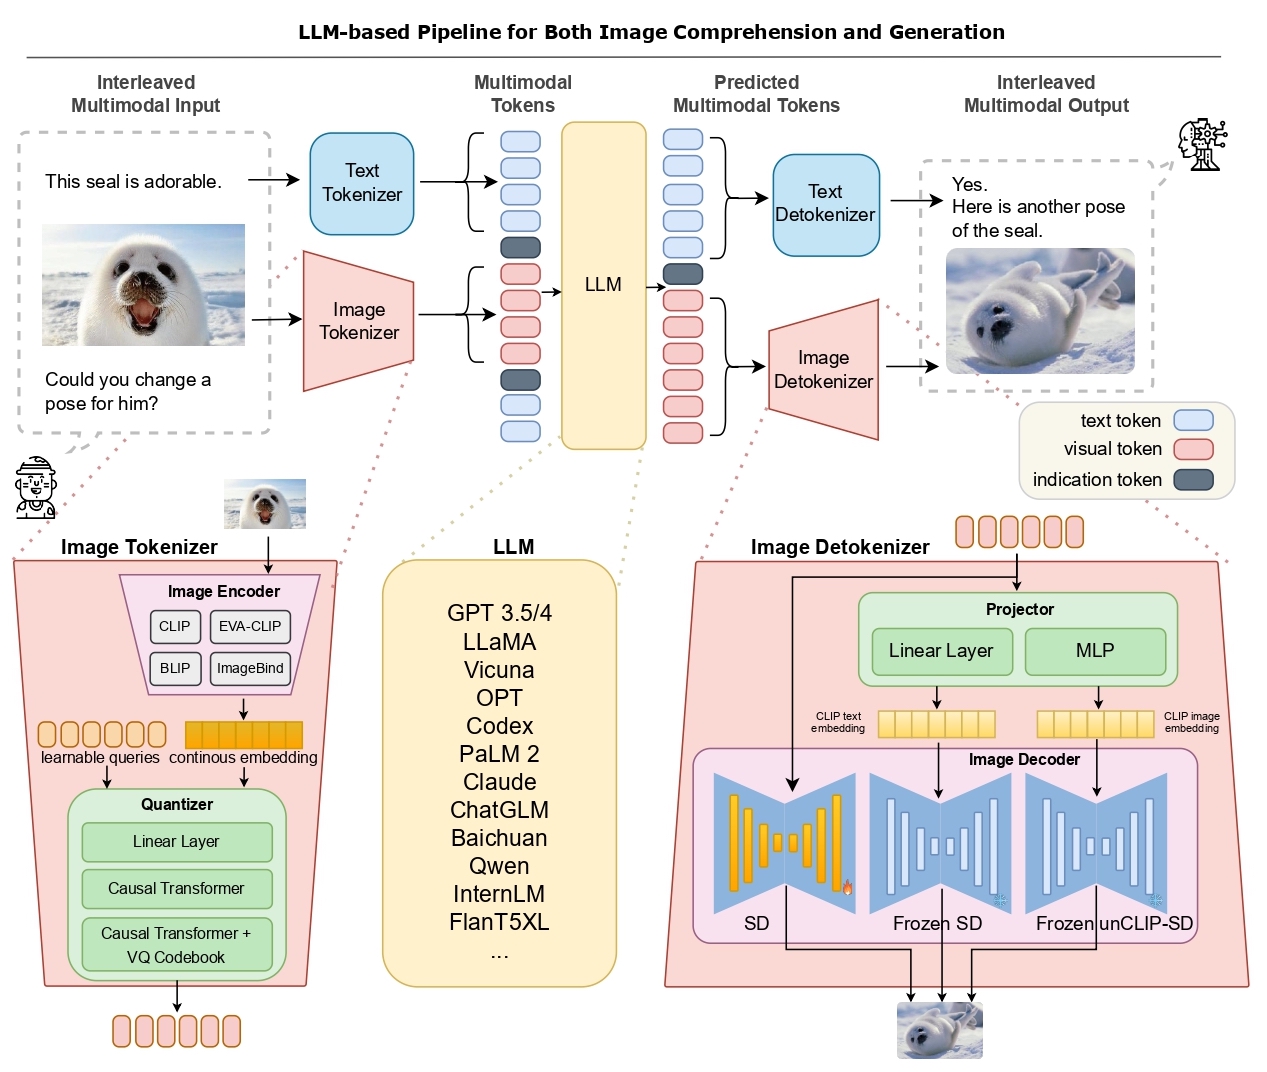 LLM-based Pipeline for Both Image Comprehension and Generation
Interleaved
Multimodal Input
Multimodal
Tokens
Predicted
Multimodal Tokens
Interleaved
Multimodal Output
This seal is adorable.
Could you change a
pose for him?
Text
Tokenizer
Image
Tokenizer
LLM
Text
Detokenizer
Image
Detokenizer
Yes.
Here is another pose
of the seal.
text token
visual token
indication token
Image Tokenizer
Image Encoder
CLIP
EVA-CLIP
BLIP
ImageBind
learnable queries
continous embedding
Quantizer
Linear Layer
Causal Transformer
Causal Transformer +
VQ Codebook
LLM
GPT 3.5/4
LLaMA
Vicuna
OPT
Codex
PaLM 2
Claude
ChatGLM
Baichuan
Qwen
InternLM
FlanT5XL
...
Image Detokenizer
Projector
Linear Layer
MLP
CLIP text
embedding
CLIP image
embedding
Image Decoder
SD
Frozen SD
Frozen unCLIP-SD